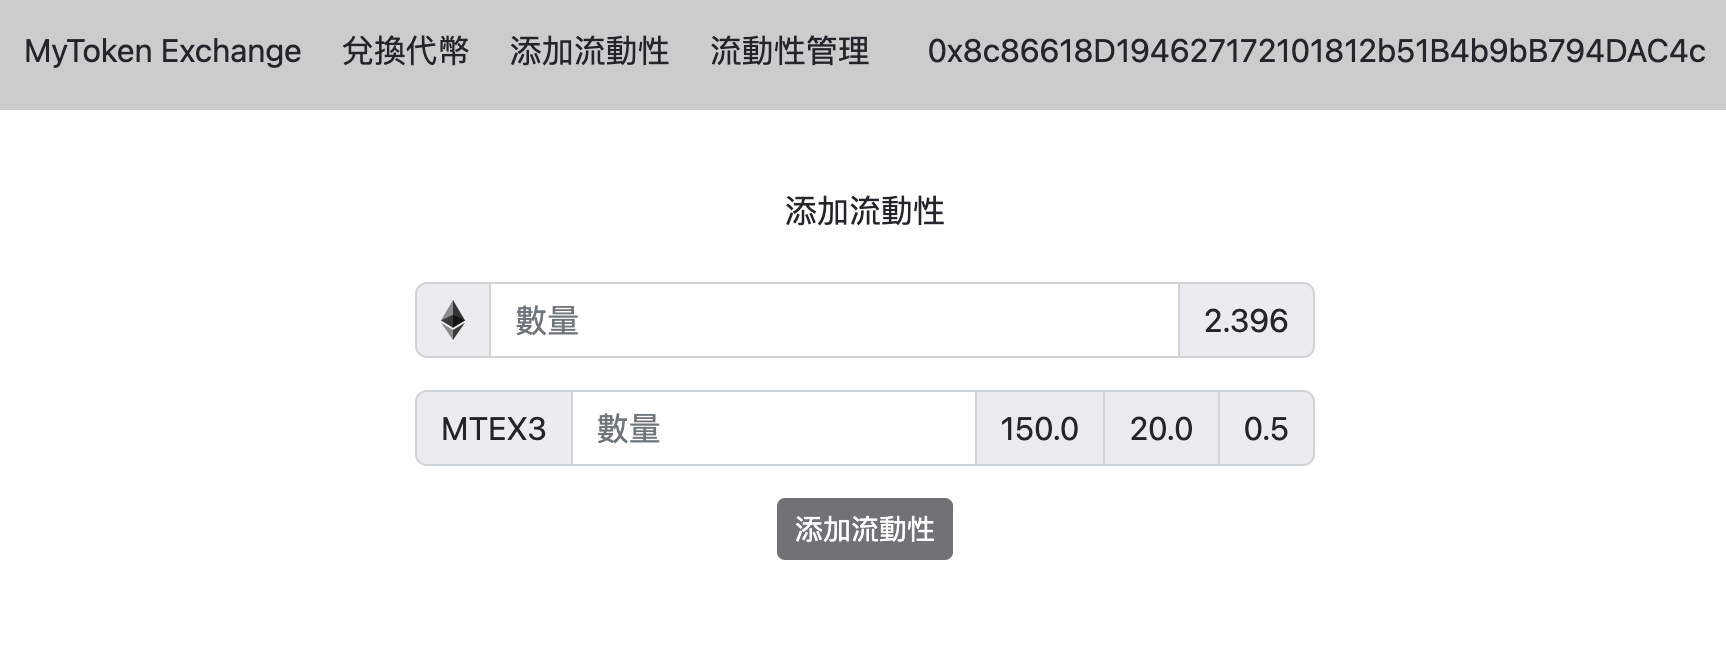 MyToken Exchange 兌換代幣 添加流動性 流動性管理 0x8c86618D194627172101812b51B4b9bB794DAC4c
添加流動性
數量 2.396
MTEX3 數量 150.0 20.0 0.5
添加流動性